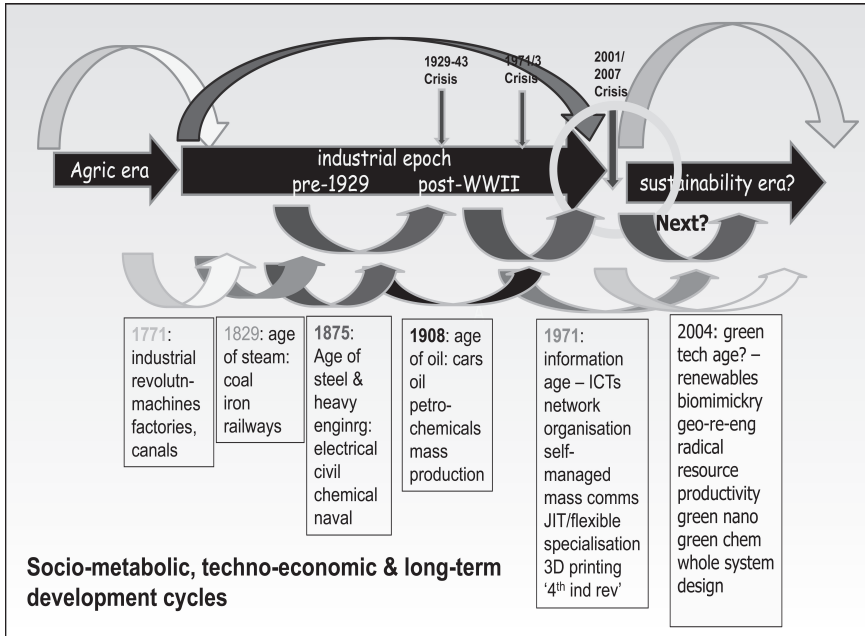 1929-43
Crisis
1971/3
Crisis
2001/
2007
Crisis
Agric era
industrial epoch
pre-1929
post-WWII
sustainability era?
Next?
1771:
industrial
revolutn-
machines
factories,
canals
1829: age
of steam:
coal
iron
railways
1875:
Age of
steel &
heavy
enginrg:
electrical
civil
chemical
naval
1908: age
of oil: cars
oil
petro-
chemicals
mass
production
1971:
information
age – ICTs
network
organisation
self-
managed
mass comms
JIT/flexible
specialisation
3D printing
‘4th ind rev’
2004: green
tech age? –
renewables
biomimickry
geo-re-eng
radical
resource
productivity
green nano
green chem
whole system
design
Socio-metabolic, techno-economic & long-term
development cycles